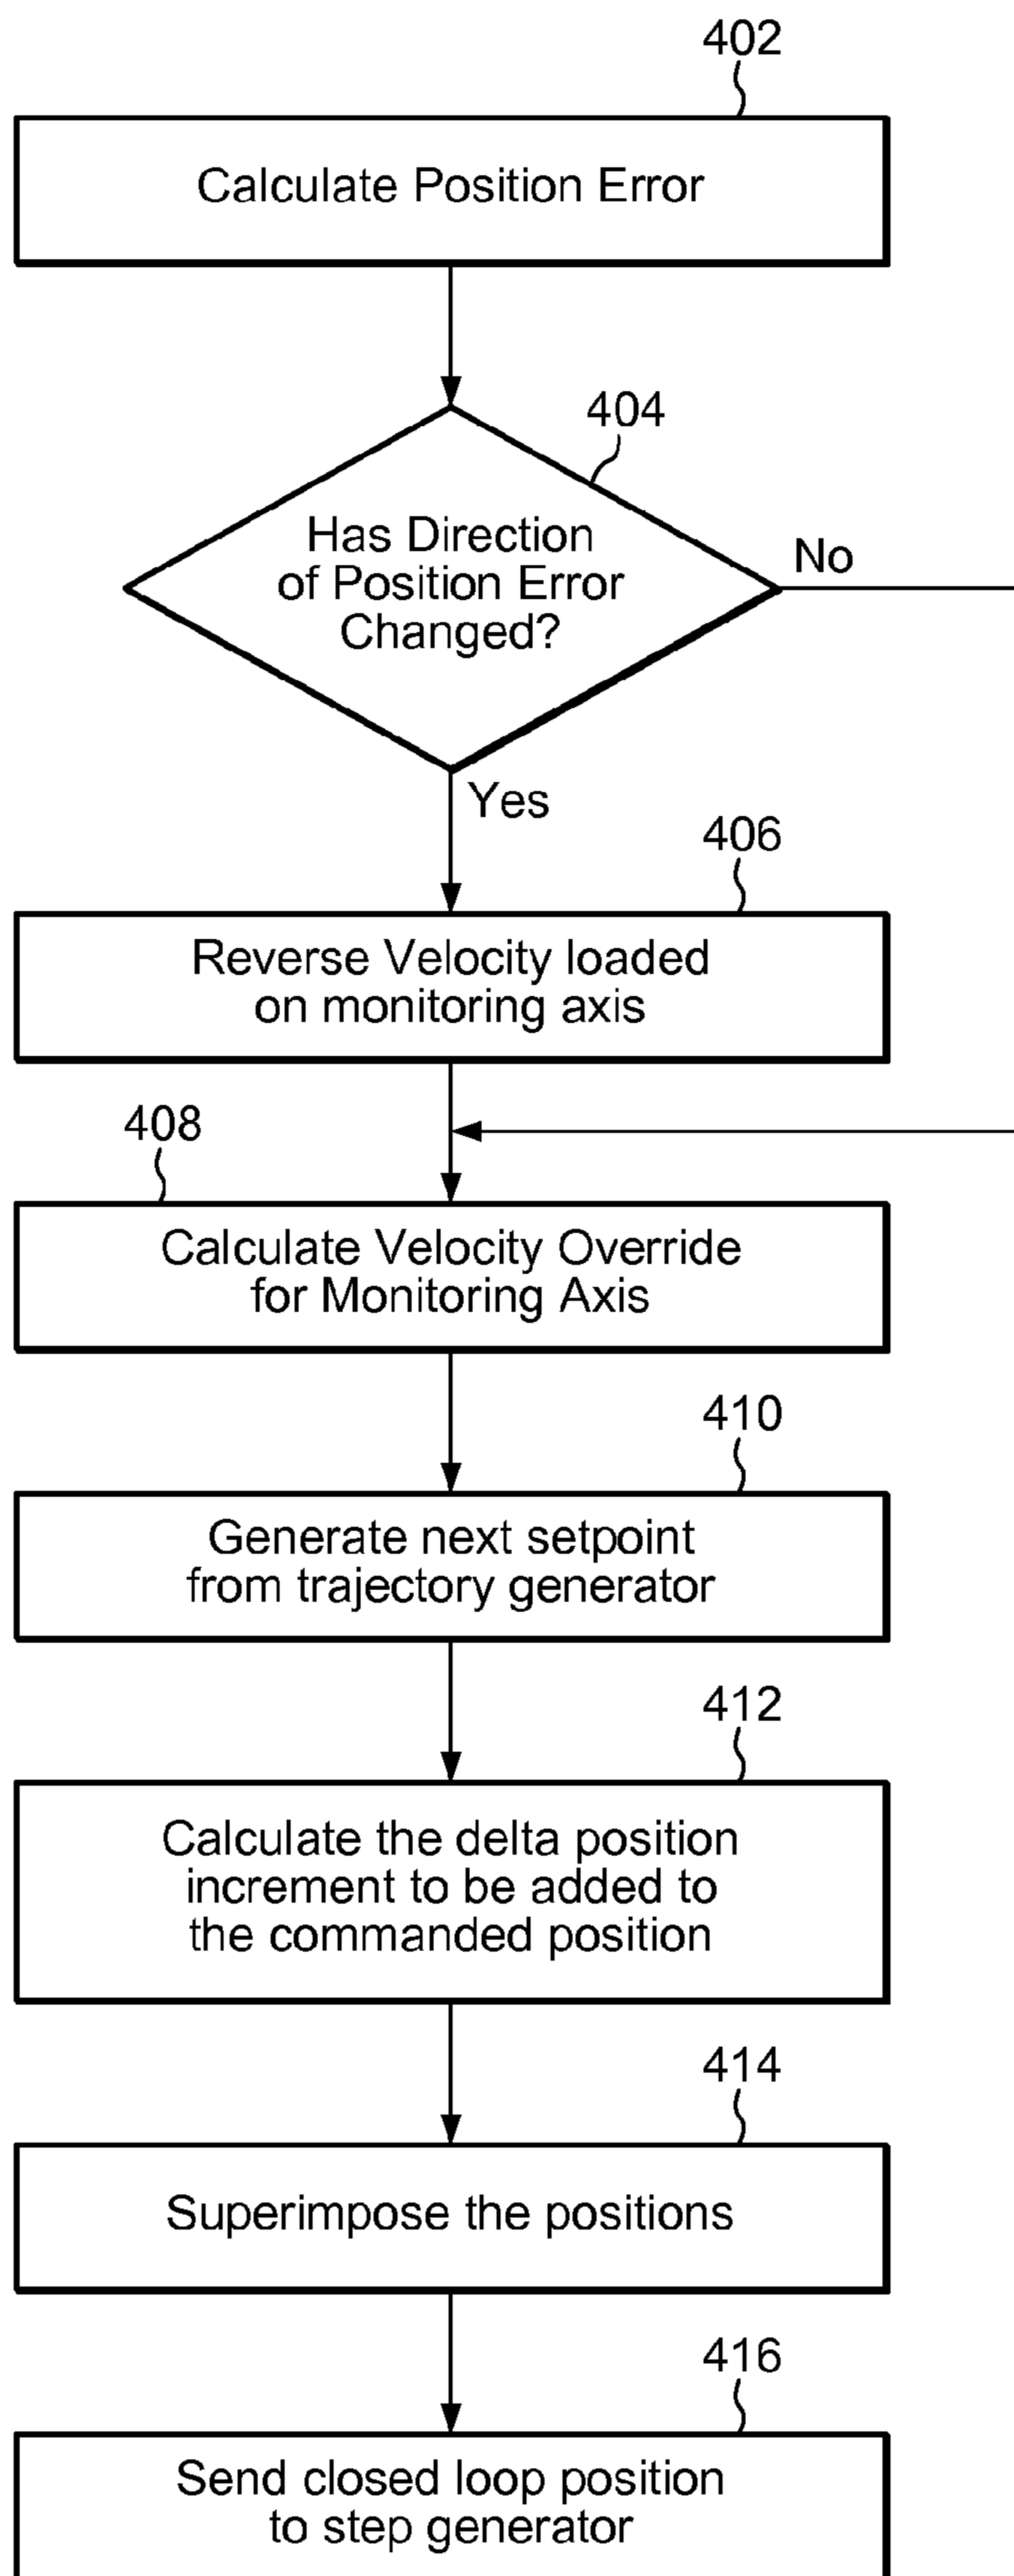 402
Calculate Position Error
404
Has Direction
of Position Error
Changed?
No
Yes
406
Reverse Velocity loaded
on monitoring axis
408
Calculate Velocity Override
for Monitoring Axis
410
Generate next setpoint
from trajectory generator
412
Calculate the delta position
increment to be added to
the commanded position
414
Superimpose the positions
416
Send closed loop position
to step generator